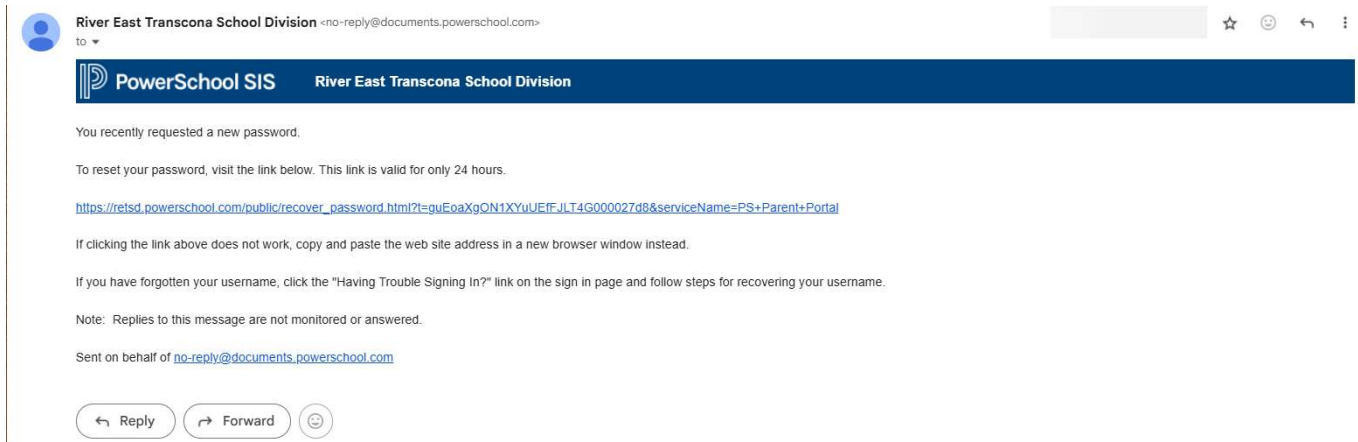 River East Transcona School Division <no-reply@documents.powerschool.com>
to
PowerSchool SIS River East Transcona School Division
You recently requested a new password.
To reset your password, visit the link below. This link is valid for only 24 hours.
https://retsd.powerschool.com/public/recover_password.html?t=guEoaXgON1XYuUEfFJLT4G000027d8&serviceName=PS+Parent+Portal
If clicking the link above does not work, copy and paste the web site address in a new browser window instead.
If you have forgotten your username, click the "Having Trouble Signing In?" link on the sign in page and follow steps for recovering your username.
Note: Replies to this message are not monitored or answered.
Sent on behalf of no-reply@documents.powerschool.com
Reply Forward